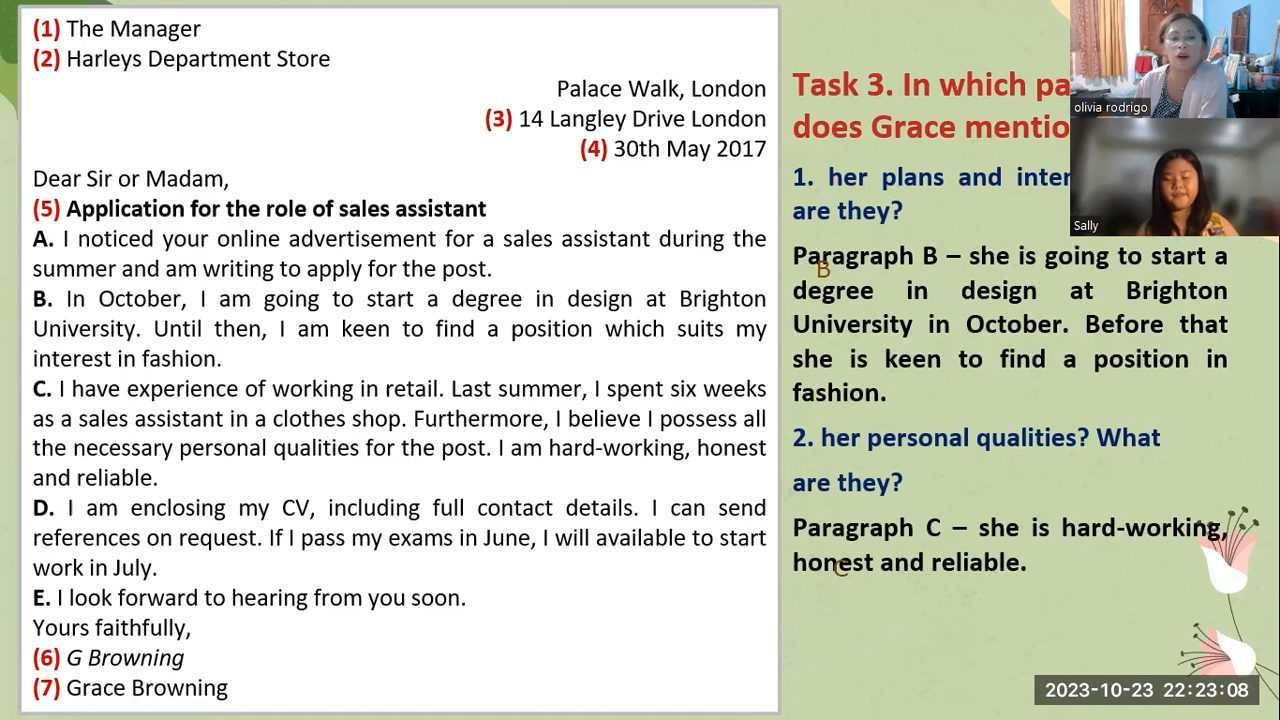 (1) The Manager
(2) Harleys Department Store
Palace Walk, London
(3) 14 Langley Drive London
(4) 30th May 2017
Dear Sir or Madam,
(5) Application for the role of sales assistant
A. I noticed your online advertisement for a sales assistant during the
summer and am writing to apply for the post.
B. In October, I am going to start a degree in design at Brighton
University. Until then, I am keen to find a position which suits my
interest in fashion.
C. I have experience of working in retail. Last summer, I spent six weeks
as a sales assistant in a clothes shop. Furthermore, I believe I possess all
the necessary personal qualities for the post. I am hard-working, honest
and reliable.
D. I am enclosing my CV, including full contact details. I can send
references on request. If I pass my exams in June, I will available to start
work in July.
E. I look forward to hearing from you soon.
Yours faithfully,
(6) G Browning
(7) Grace Browning
Task 3. In which pa
does Grace mentio
1. her plans and inter
are they?
Paragraph B – she is going to start a
B
degree in design at Brighton
University in October. Before that
she is keen to find a position in
fashion.
2. her personal qualities? What
are they?
Paragraph C – she is hard-working,
honest and reliable.
C
olivia rodrigo
Sally
2023-10-23 22:23:08